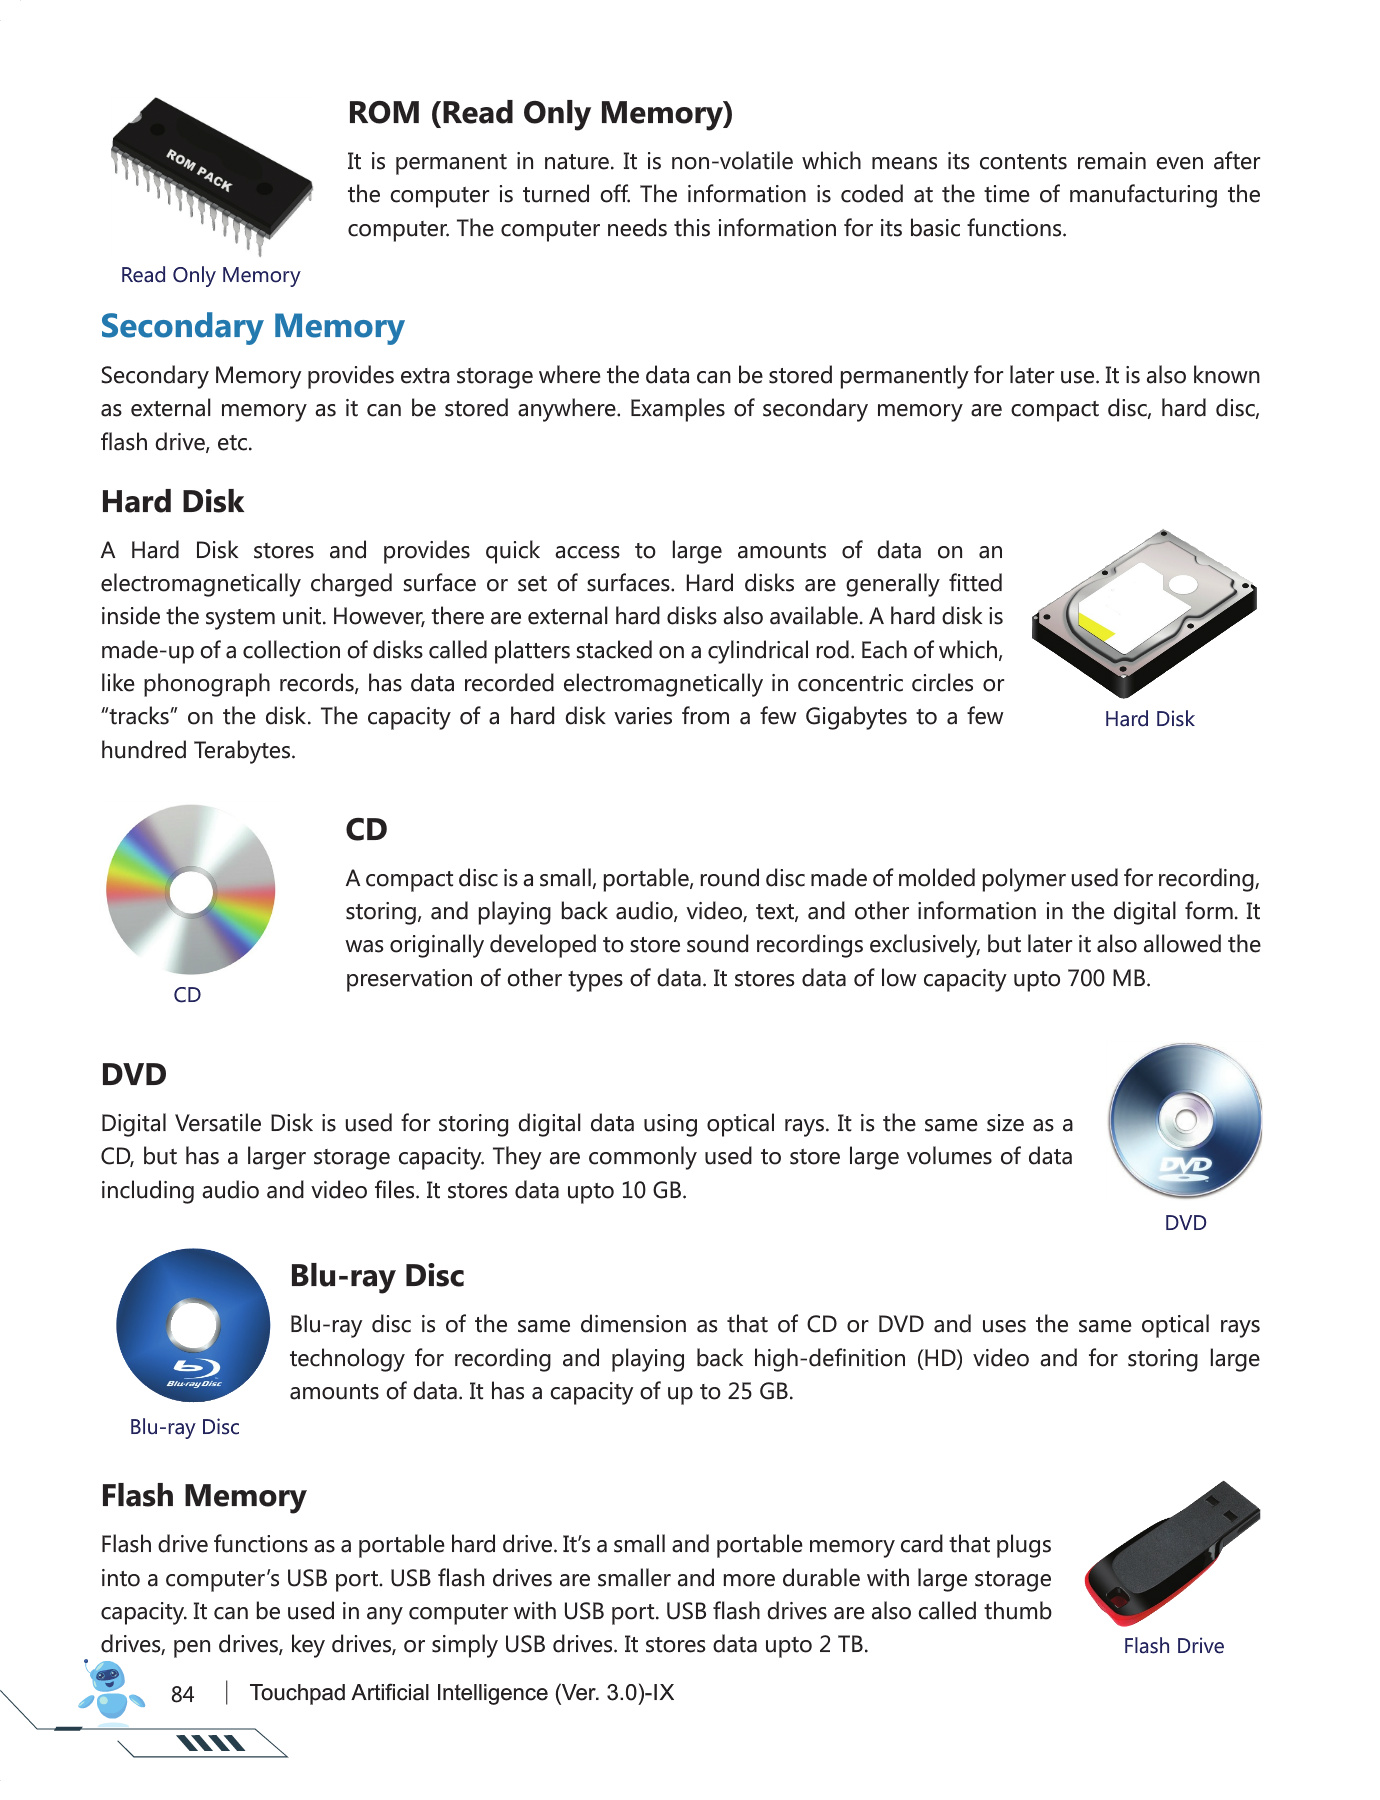 ROM PACK
Read Only Memory
ROM (Read Only Memory)
It is permanent in nature. It is non-volatile which means its contents remain even after
the computer is turned off. The information is coded at the time of manufacturing the
computer. The computer needs this information for its basic functions.
Secondary Memory
Secondary Memory provides extra storage where the data can be stored permanently for later use. It is also known
as external memory as it can be stored anywhere. Examples of secondary memory are compact disc, hard disc,
flash drive, etc.
Hard Disk
A Hard Disk stores and provides quick access to large amounts of data on an
electromagnetically charged surface or set of surfaces. Hard disks are generally fitted
inside the system unit. However, there are external hard disks also available. A hard disk is
made-up of a collection of disks called platters stacked on a cylindrical rod. Each of which,
like phonograph records, has data recorded electromagnetically in concentric circles or
“tracks” on the disk. The capacity of a hard disk varies from a few Gigabytes to a few
hundred Terabytes.
Hard Disk
CD
CD
A compact disc is a small, portable, round disc made of molded polymer used for recording,
storing, and playing back audio, video, text, and other information in the digital form. It
was originally developed to store sound recordings exclusively, but later it also allowed the
preservation of other types of data. It stores data of low capacity upto 700 MB.
DVD
Digital Versatile Disk is used for storing digital data using optical rays. It is the same size as a
CD, but has a larger storage capacity. They are commonly used to store large volumes of data
including audio and video files. It stores data upto 10 GB.
DVD
DVD
Blu-ray Disc
Blu-ray Disc
Blu-ray Disc
Blu-ray disc is of the same dimension as that of CD or DVD and uses the same optical rays
technology for recording and playing back high-definition (HD) video and for storing large
amounts of data. It has a capacity of up to 25 GB.
Flash Memory
Flash drive functions as a portable hard drive. It’s a small and portable memory card that plugs
into a computer’s USB port. USB flash drives are smaller and more durable with large storage
capacity. It can be used in any computer with USB port. USB flash drives are also called thumb
drives, pen drives, key drives, or simply USB drives. It stores data upto 2 TB.
Flash Drive
84 | Touchpad Artificial Intelligence (Ver. 3.0)-IX